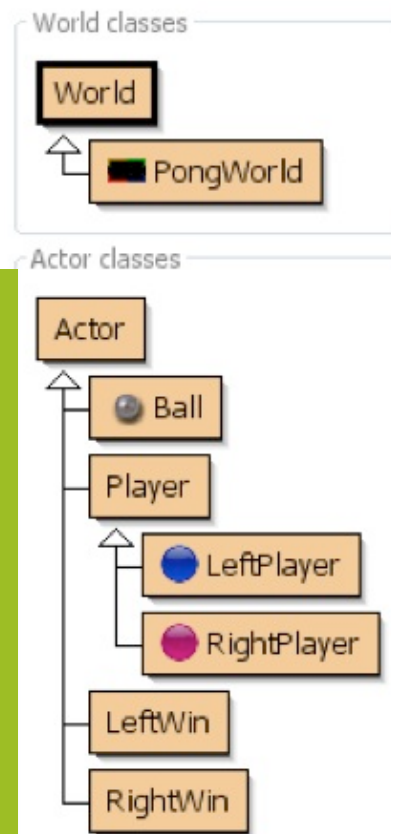 World classes
World
PongWorld
Actor classes
Actor
Ball
Player
LeftPlayer
RightPlayer
LeftWin
RightWin